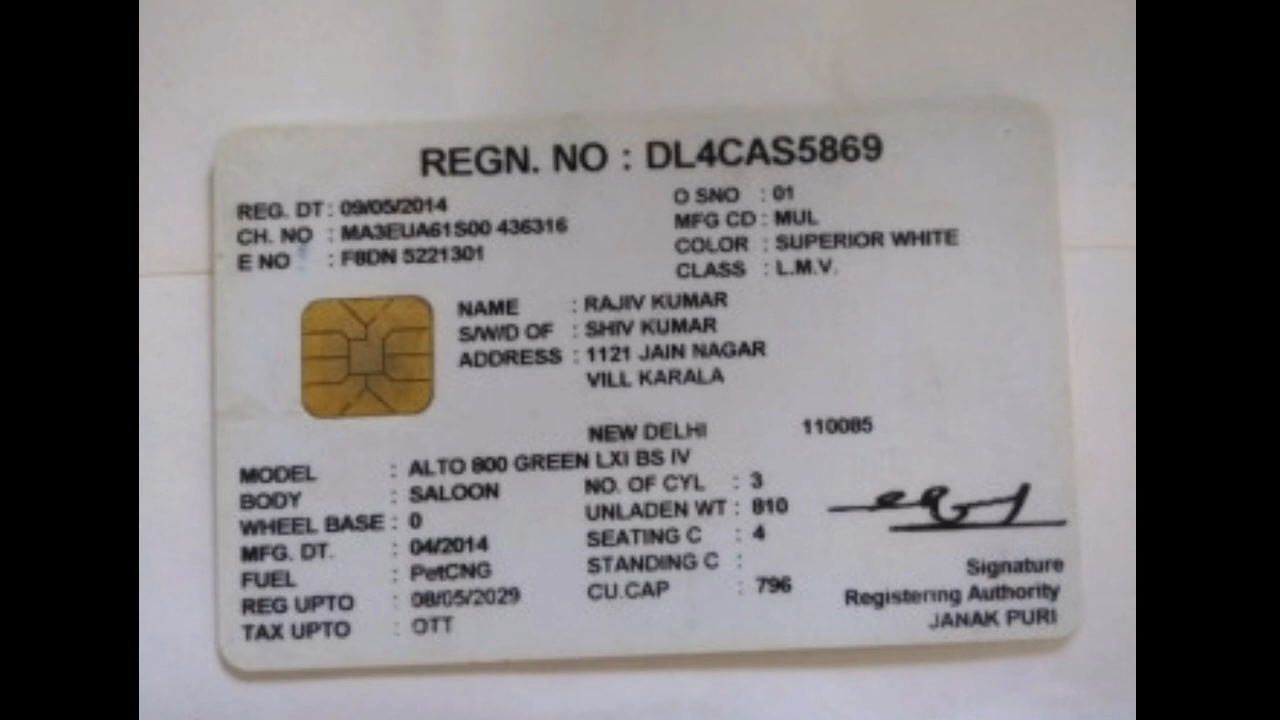 REGN. NO : DL4CAS5869
REG. DT : 09/05/2014 O SNO : 01
CH. NO : MA3EUA61S00 436316 MFG CD : MUL
E NO : F8DN 5221301 COLOR : SUPERIOR WHITE
CLASS : L.M.V.
NAME : RAJIV KUMAR
S/W/D OF : SHIV KUMAR
ADDRESS : 1121 JAIN NAGAR
VILL KARALA
NEW DELHI 110085
MODEL : ALTO 800 GREEN LXI BS IV
BODY : SALOON NO. OF CYL : 3
WHEEL BASE : 0 UNLADEN WT : 810
MFG. DT. : 04/2014 SEATING C : 4
FUEL : PetCNG STANDING C :
REG UPTO : 08/05/2029 CU.CAP : 796
TAX UPTO : OTT
Signature
Registering Authority
JANAK PURI